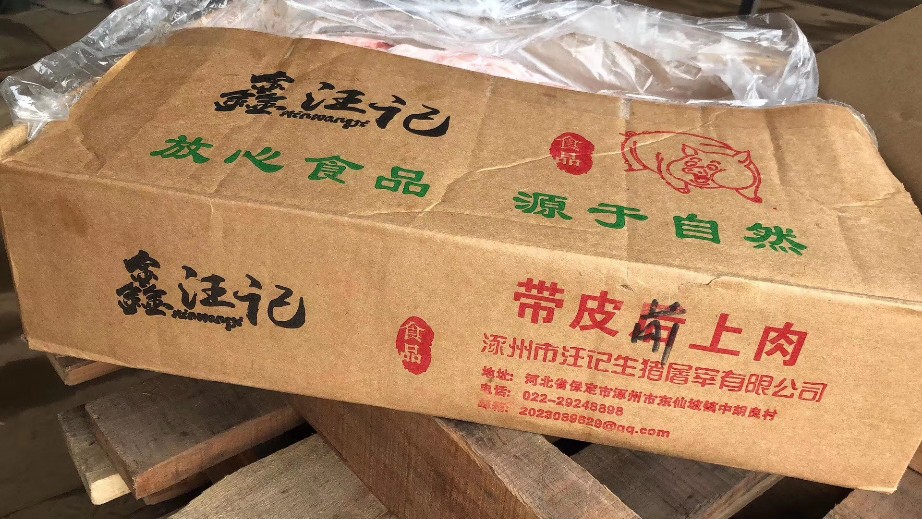 鑫汪记
xinwangji
放心食品
食品
源于自然
鑫汪记
xinwangji
食品
带皮前上肉
涿州市汪记生猪屠宰有限公司
地址：河北省保定市涿州市东仙坡镇中胡良村
电话：022-29248898
邮箱：2023089829@qq.com